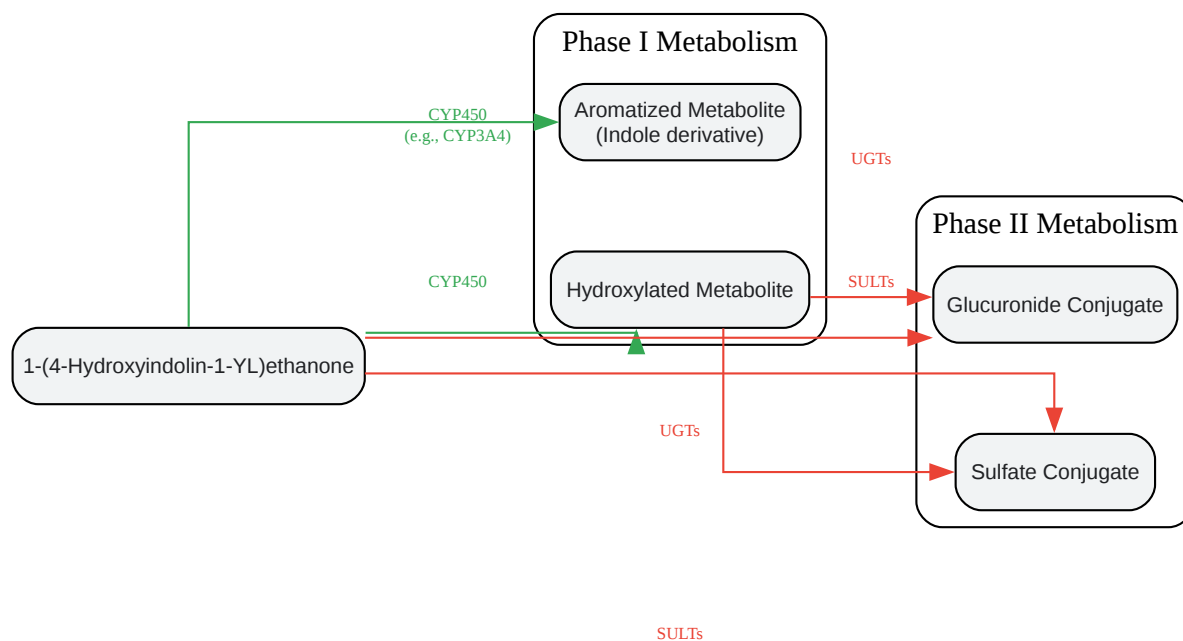 Phase I Metabolism
Aromatized Metabolite
(Indole derivative)
CYP450
(e.g., CYP3A4)
UGTs
Phase II Metabolism
CYP450
Hydroxylated Metabolite
SULTs
Glucuronide Conjugate
1-(4-Hydroxyindolin-1-YL)ethanone
UGTs
Sulfate Conjugate
SULTs